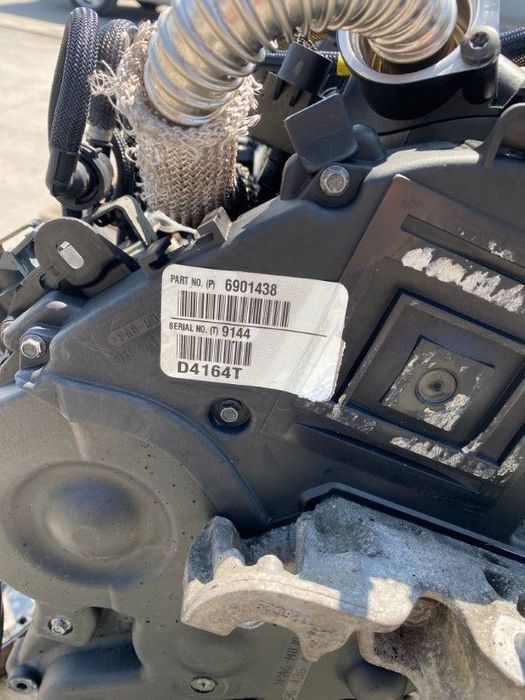 PART NO. (P) 6901438
SERIAL NO. (T) 9144
D4164T